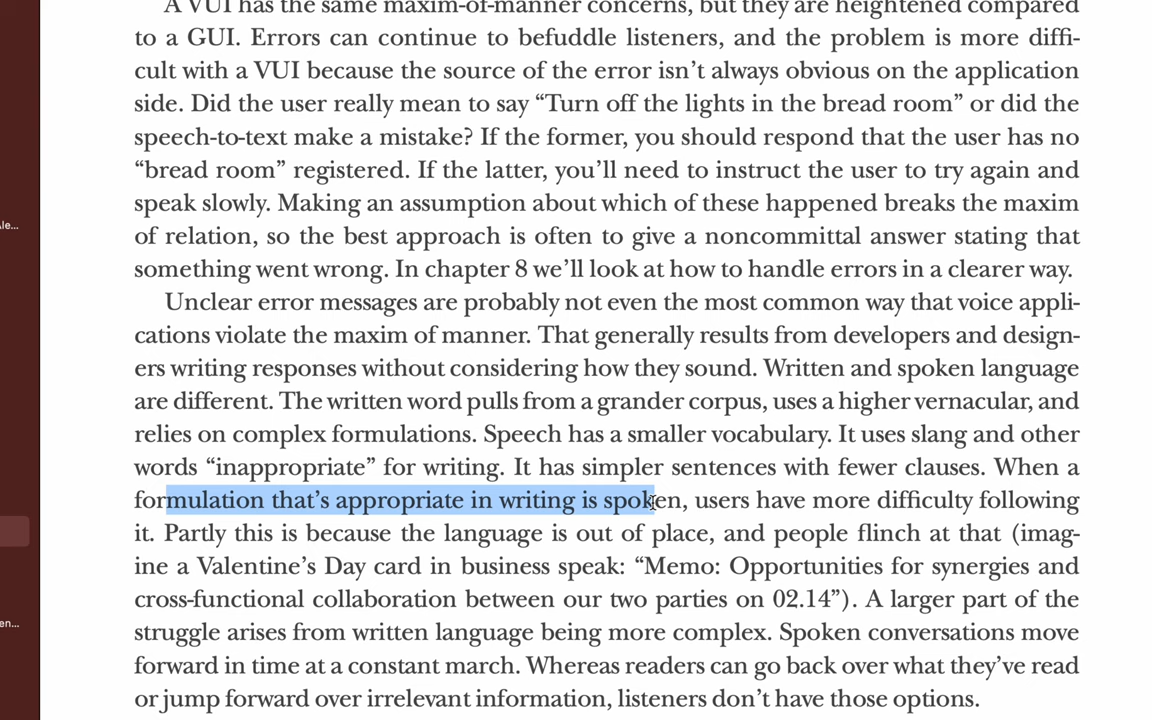 A VUI has the same maxim-of-manner concerns, but they are heightened compared
to a GUI. Errors can continue to befuddle listeners, and the problem is more diffi-
cult with a VUI because the source of the error isn’t always obvious on the application
side. Did the user really mean to say “Turn off the lights in the bread room” or did the
speech-to-text make a mistake? If the former, you should respond that the user has no
“bread room” registered. If the latter, you’ll need to instruct the user to try again and
speak slowly. Making an assumption about which of these happened breaks the maxim
of relation, so the best approach is often to give a noncommittal answer stating that
something went wrong. In chapter 8 we’ll look at how to handle errors in a clearer way.
Unclear error messages are probably not even the most common way that voice appli-
cations violate the maxim of manner. That generally results from developers and design-
ers writing responses without considering how they sound. Written and spoken language
are different. The written word pulls from a grander corpus, uses a higher vernacular, and
relies on complex formulations. Speech has a smaller vocabulary. It uses slang and other
words “inappropriate” for writing. It has simpler sentences with fewer clauses. When a
formulation that’s appropriate in writing is spoken, users have more difficulty following
it. Partly this is because the language is out of place, and people flinch at that (imag-
ine a Valentine’s Day card in business speak: “Memo: Opportunities for synergies and
cross-functional collaboration between our two parties on 02.14”). A larger part of the
struggle arises from written language being more complex. Spoken conversations move
forward in time at a constant march. Whereas readers can go back over what they’ve read
or jump forward over irrelevant information, listeners don’t have those options.